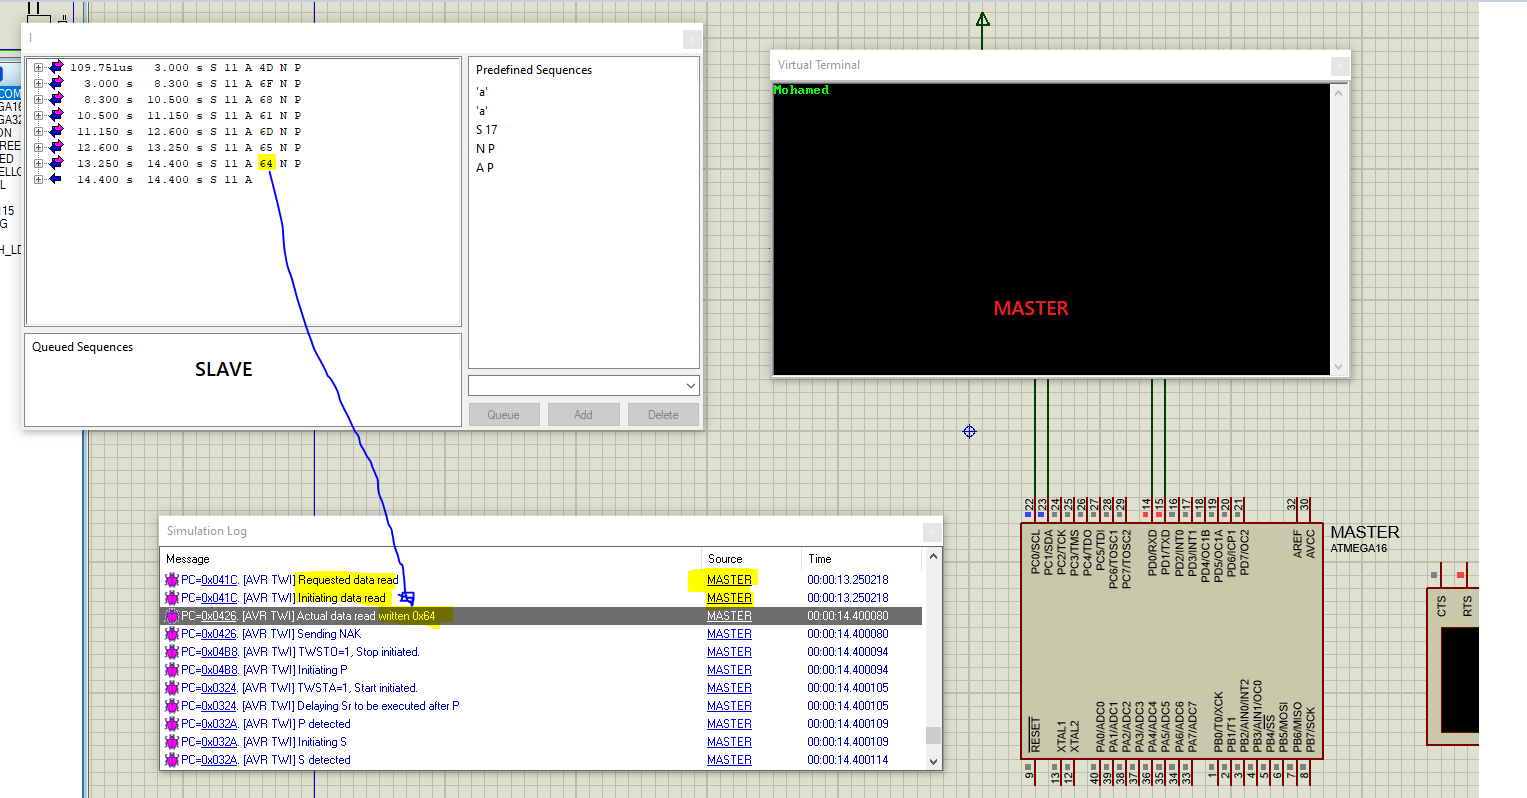 COM
GA16
GA32
ON
REE
ED
ELLO
L
115
G
H_LD
109.751us 3.000 s S 11 A 4D N P
3.000 s 8.300 s S 11 A 6F N P
8.300 s 10.500 s S 11 A 68 N P
10.500 s 11.150 s S 11 A 61 N P
11.150 s 12.600 s S 11 A 6D N P
12.600 s 13.250 s S 11 A 65 N P
13.250 s 14.400 s S 11 A 64 N P
14.400 s 14.400 s S 11 A
Queued Sequences
SLAVE
Predefined Sequences
'a'
'a'
S 17
N P
A P
Queue Add Delete
Virtual Terminal
Mohamed
MASTER
Simulation Log
Message Source Time
PC=0x041C. [AVR TWI] Requested data read MASTER 00:00:13.250218
PC=0x041C. [AVR TWI] Initiating data read MASTER 00:00:13.250218
PC=0x0426. [AVR TWI] Actual data read written 0x64 MASTER 00:00:14.400080
PC=0x0426. [AVR TWI] Sending NAK MASTER 00:00:14.400080
PC=0x04B8. [AVR TWI] TWSTO=1, Stop initiated. MASTER 00:00:14.400094
PC=0x04B8. [AVR TWI] Initiating P MASTER 00:00:14.400094
PC=0x0324. [AVR TWI] TWSTA=1, Start initiated. MASTER 00:00:14.400105
PC=0x0324. [AVR TWI] Delaying Sr to be executed after P MASTER 00:00:14.400105
PC=0x032A. [AVR TWI] P detected MASTER 00:00:14.400109
PC=0x032A. [AVR TWI] Initiating S MASTER 00:00:14.400109
PC=0x032A. [AVR TWI] S detected MASTER 00:00:14.400114
22 23 24 25 26 27 28 29 14 15 16 17 18 19 20 21 32 30
PC0/SCL
PC1/SDA
PC2/TCK
PC3/TMS
PC4/TDO
PC5/TDI
PC6/TOSC1
PC7/TOSC2
PD0/RXD
PD1/TXD
PD2/INT0
PD3/INT1
PD4/OC1B
PD5/OC1A
PD6/ICP1
PD7/OC2
AREF
AVCC
MASTER
ATMEGA16
RESET
XTAL1
XTAL2
PA0/ADC0
PA1/ADC1
PA2/ADC2
PA3/ADC3
PA4/ADC4
PA5/ADC5
PA6/ADC6
PA7/ADC7
PB0/T0/XCK
PB1/T1
PB2/AIN0/INT2
PB3/AIN1/OC0
PB4/SS
PB5/MOSI
PB6/MISO
PB7/SCK
9 13 12 40 39 38 37 36 35 34 33 1 2 3 4 5 6 7 8
CTS
RTS